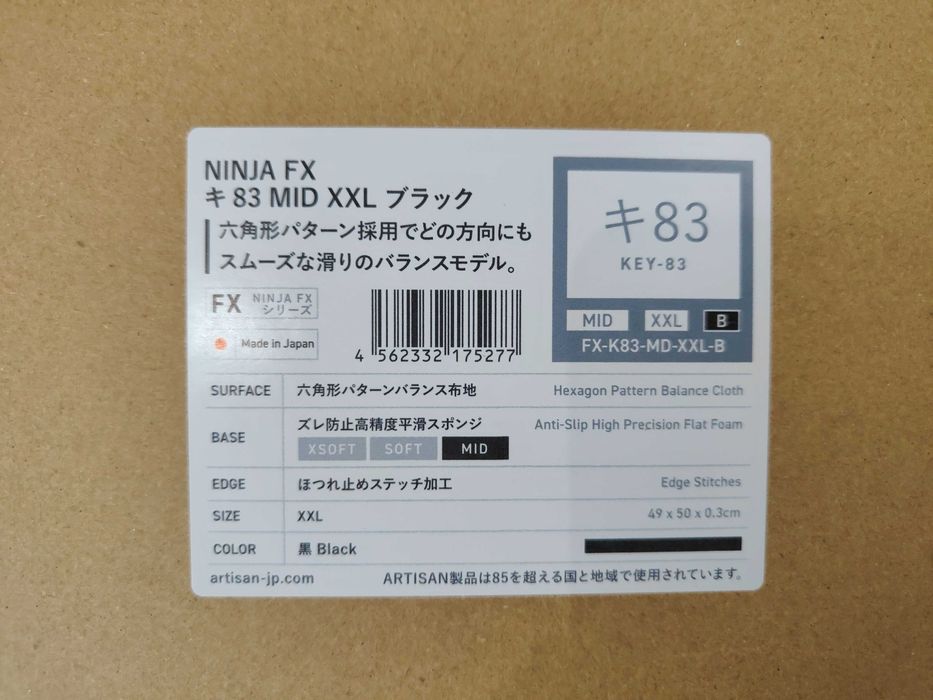 NINJA FX
キ 83 MID XXL ブラック
六角形パターン採用でどの方向にも
スムーズな滑りのバランスモデル。
FX NINJA FX
シリーズ
Made in Japan
4 562332 175277
キ83
KEY-83
MID XXL B
FX-K83-MD-XXL-B
SURFACE 六角形パターンバランス布地 Hexagon Pattern Balance Cloth
BASE ズレ防止高精度平滑スポンジ Anti-Slip High Precision Flat Foam
XSOFT SOFT MID
EDGE ほつれ止めステッチ加工 Edge Stitches
SIZE XXL 49 x 50 x 0.3cm
COLOR 黒 Black
artisan-jp.com ARTISAN製品は85を超える国と地域で使用されています。